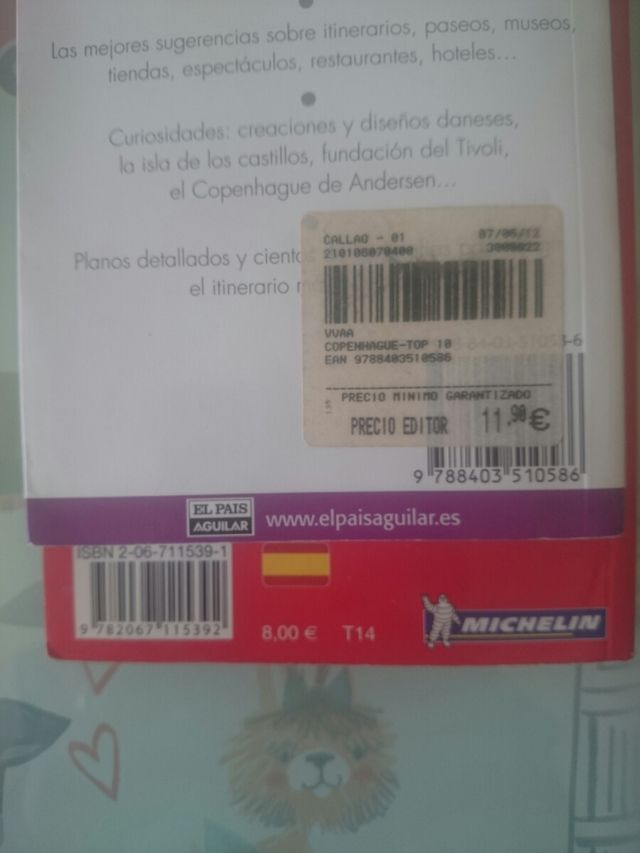 Las mejores sugerencias sobre itinerarios, paseos, museos,
tiendas, espectáculos, restaurantes, hoteles...
Curiosidades: creaciones y diseños daneses,
la isla de los castillos, fundación del Tivoli,
el Copenhague de Andersen...
Planos detallados y
el itinerario
CALLAO - 01 07/06/12
210106070400 3000022
VVAA
COPENHAGUE-TOP 10
EAN 9788403510586
PRECIO MINIMO GARANTIZADO
PRECIO EDITOR 11,90€
9 788403 510586
EL PAIS
AGUILAR
www.elpaisaguilar.es
ISBN 2-06-711539-1
9 782067 115392
8,00 € T14
MICHELIN